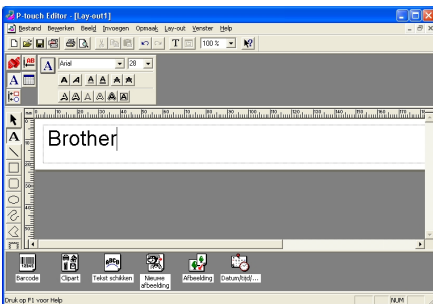 P-touch Editor - [Lay-out1]
Bestand Bewerken Beeld Invoegen Opmaak Lay-out Venster Help
100 %
Arial 28
Brother
Barcode Clipart Tekst schikken Nieuwe afbeelding Afbeelding Datum/tijd/...
Druk op F1 voor Help NUM